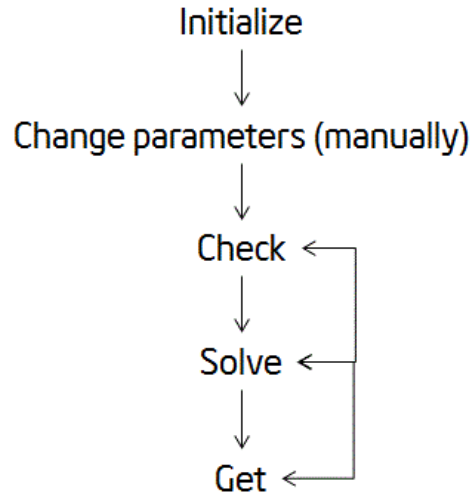 Initialize
Change parameters (manually)
Check
Solve
Get